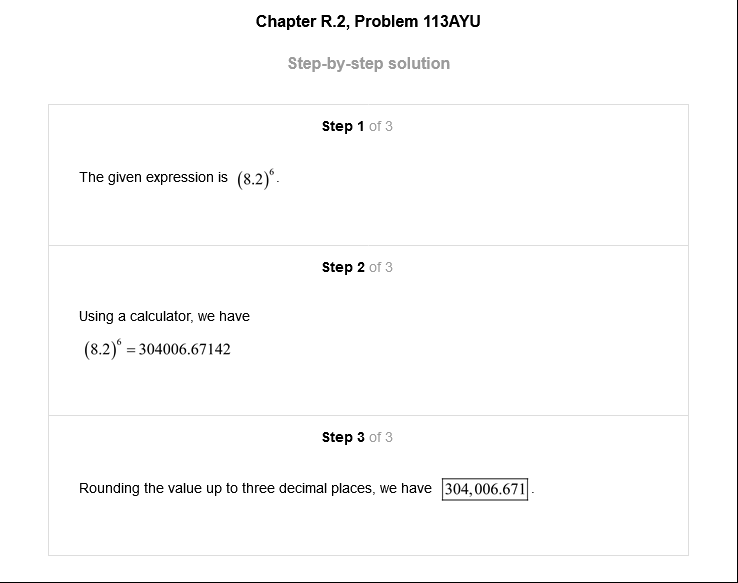 Chapter R.2, Problem 113AYU
Step-by-step solution
Step 1 of 3
The given expression is (8.2)⁶.
Step 2 of 3
Using a calculator, we have
(8.2)⁶ = 304006.67142
Step 3 of 3
Rounding the value up to three decimal places, we have 304,006.671.